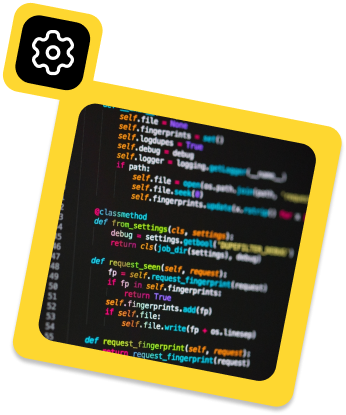 self.file = None
self.fingerprints = set()
self.logdupes = True
self.debug = debug
self.logger = logging.getLogger(__name__)
if path:
self.file = open(os.path.join(path,
self.file.seek(0)
self.fingerprints.update(
@classmethod
def from_settings(cls, settings):
debug = settings.getbool('DUPEFILTER_DEBUG')
return cls(job_dir(settings), debug)
def request_seen(self, request):
fp = self.request_fingerprint(request)
if fp in self.fingerprints:
return True
self.fingerprints.add(fp)
if self.file:
self.file.write(fp + os.linesep)
def request_fingerprint(self, request):
return request_fingerprint(request)